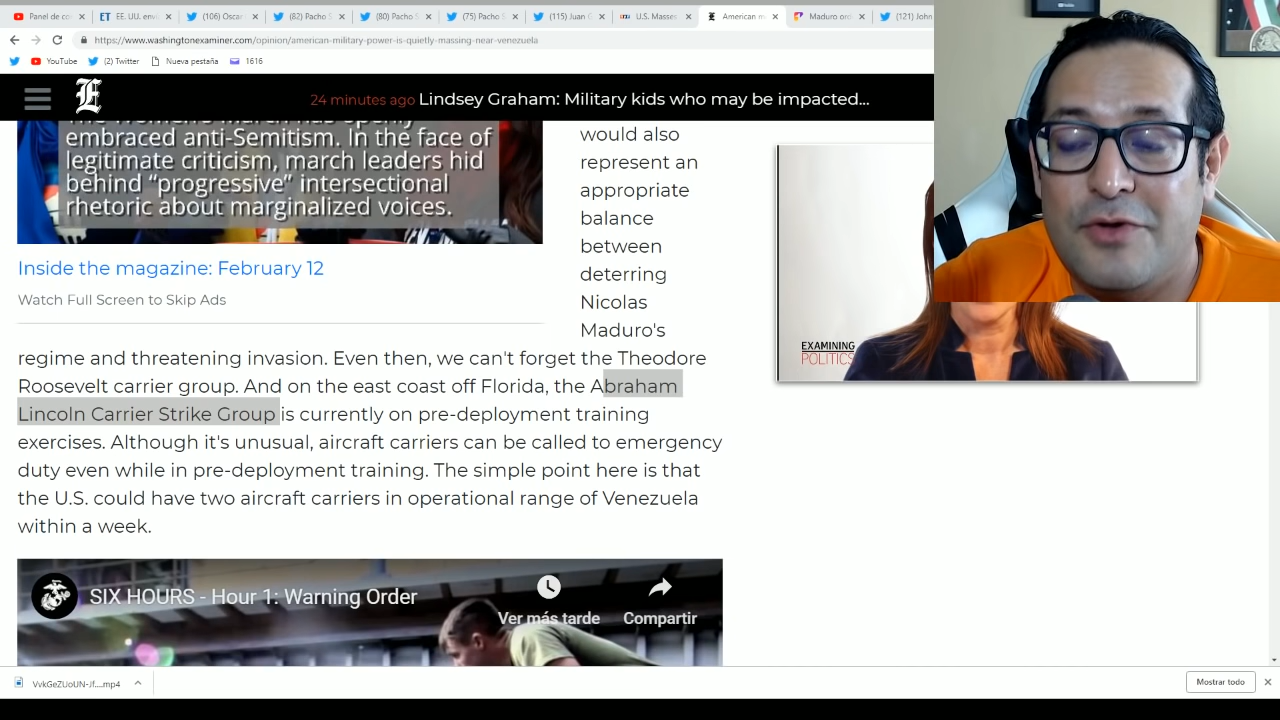 Panel de co
EE. UU. env
(106) Oscar
(82) Pacho S
(80) Pacho S
(75) Pacho S
(115) Juan G
U.S. Masses
American m
Maduro ord
(121) John
https://www.washingtonexaminer.com/opinion/american-military-power-is-quietly-massing-near-venezuela
YouTube
(2) Twitter
Nueva pestaña
1616
24 minutes ago Lindsey Graham: Military kids who may be impacted...
embraced anti-Semitism. In the face of
legitimate criticism, march leaders hid
behind “progressive” intersectional
rhetoric about marginalized voices.
Inside the magazine: February 12
Watch Full Screen to Skip Ads
would also
represent an
appropriate
balance
between
deterring
Nicolas
Maduro's
regime and threatening invasion. Even then, we can't forget the Theodore
Roosevelt carrier group. And on the east coast off Florida, the Abraham
Lincoln Carrier Strike Group is currently on pre-deployment training
exercises. Although it's unusual, aircraft carriers can be called to emergency
duty even while in pre-deployment training. The simple point here is that
the U.S. could have two aircraft carriers in operational range of Venezuela
within a week.
EXAMINING
POLITICS
SIX HOURS - Hour 1: Warning Order
Ver más tarde
Compartir
VvkGeZUoUN-Jf....mp4
Mostrar todo